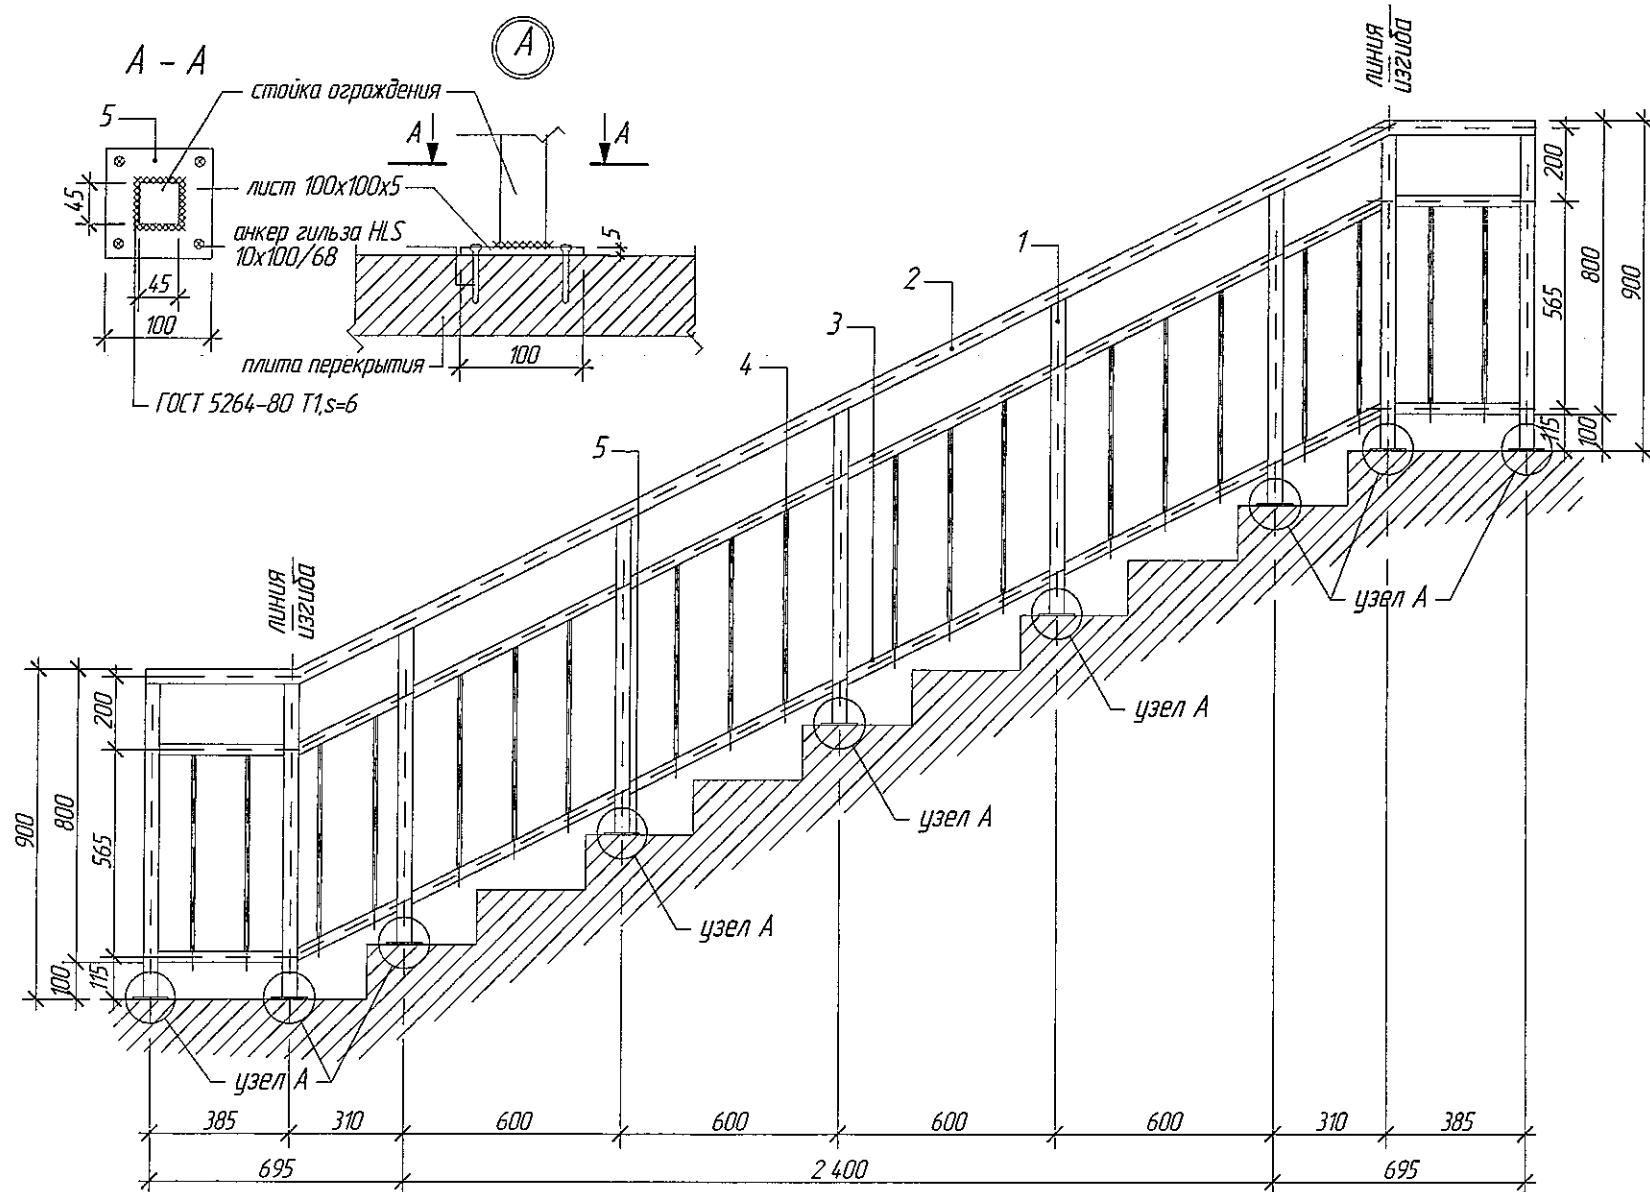 А - А
А
линия
изгиба
стойка ограждения
5
А
А
45
лист 100х100х5
5
анкер гильза HLS
10х100/68
45
100
плита перекрытия
100
ГОСТ 5264-80 Т1,s=6
1
2
3
4
5
200
565
115
800
100
900
линия
изгиба
узел А
узел А
узел А
узел А
узел А
200
565
115
800
100
900
385
310
600
600
600
600
310
385
695
2 400
695